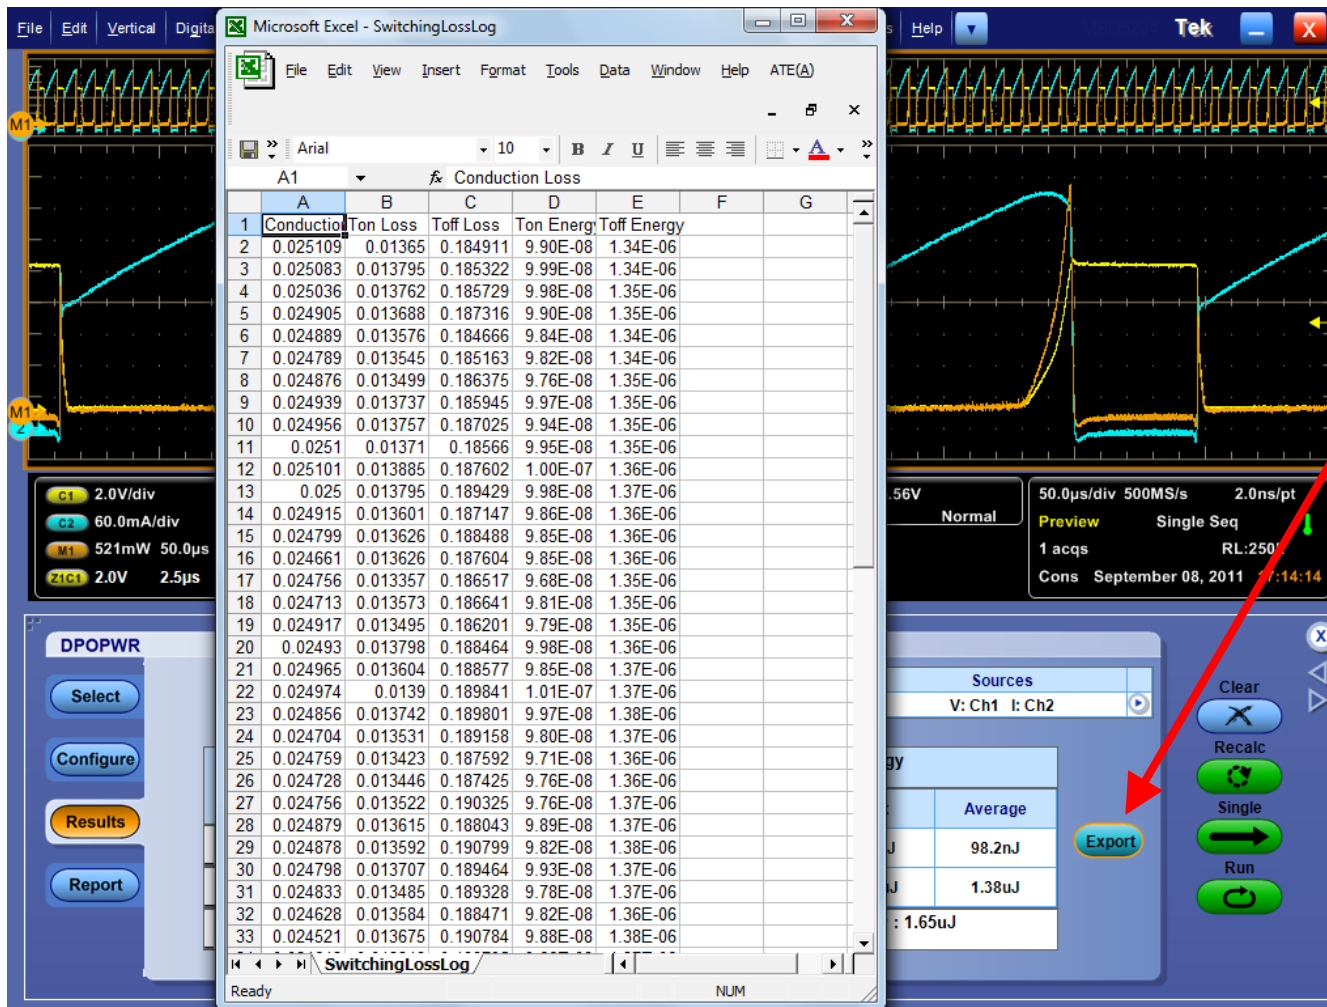 File Edit Vertical Digita
Microsoft Excel - SwitchingLossLog
s Help Tek X
File Edit View Insert Format Tools Data Window Help ATE(A)
Arial 10 B I U A
A1 fx Conduction Loss
A B C D E F G
1 Conduction Ton Loss Toff Loss Ton Energy Toff Energy
2 0.025109 0.01365 0.184911 9.90E-08 1.34E-06
3 0.025083 0.013795 0.185322 9.99E-08 1.34E-06
4 0.025036 0.013762 0.185729 9.98E-08 1.35E-06
5 0.024905 0.013688 0.187316 9.90E-08 1.35E-06
6 0.024889 0.013576 0.184666 9.84E-08 1.34E-06
7 0.024789 0.013545 0.185163 9.82E-08 1.34E-06
8 0.024876 0.013499 0.186375 9.76E-08 1.35E-06
9 0.024939 0.013737 0.185945 9.97E-08 1.35E-06
10 0.024956 0.013757 0.187025 9.94E-08 1.35E-06
11 0.0251 0.01371 0.18566 9.95E-08 1.35E-06
12 0.025101 0.013885 0.187602 1.00E-07 1.36E-06
13 0.025 0.013795 0.189429 9.98E-08 1.37E-06
14 0.024915 0.013601 0.187147 9.86E-08 1.36E-06
15 0.024799 0.013626 0.188488 9.85E-08 1.36E-06
16 0.024661 0.013626 0.187604 9.85E-08 1.36E-06
17 0.024756 0.013357 0.186517 9.68E-08 1.35E-06
18 0.024713 0.013573 0.186641 9.81E-08 1.35E-06
19 0.024917 0.013495 0.186201 9.79E-08 1.35E-06
20 0.02493 0.013798 0.188464 9.98E-08 1.36E-06
21 0.024965 0.013604 0.188577 9.85E-08 1.37E-06
22 0.024974 0.0139 0.189841 1.01E-07 1.37E-06
23 0.024856 0.013742 0.189801 9.97E-08 1.38E-06
24 0.024704 0.013531 0.189158 9.80E-08 1.37E-06
25 0.024759 0.013423 0.187592 9.71E-08 1.36E-06
26 0.024728 0.013446 0.187425 9.76E-08 1.36E-06
27 0.024756 0.013522 0.190325 9.76E-08 1.37E-06
28 0.024879 0.013615 0.188043 9.89E-08 1.37E-06
29 0.024878 0.013592 0.190799 9.82E-08 1.38E-06
30 0.024798 0.013707 0.189464 9.93E-08 1.37E-06
31 0.024833 0.013485 0.189328 9.78E-08 1.37E-06
32 0.024628 0.013584 0.188471 9.82E-08 1.36E-06
33 0.024521 0.013675 0.190784 9.88E-08 1.38E-06
SwitchingLossLog
Ready NUM
M1
M1
2
C1 2.0V/div
C2 60.0mA/div
M1 521mW 50.0µs
Z1C1 2.0V 2.5µs
.56V
Normal
50.0µs/div 500MS/s 2.0ns/pt
Preview Single Seq
1 acqs RL:250k
Cons September 08, 2011 17:14:14
DPOPWR
Select
Configure
Results
Report
Sources
V: Ch1 I: Ch2
gy
Average
J 98.2nJ
uJ 1.38uJ
: 1.65uJ
Export
X
Clear
Recalc
Single
Run